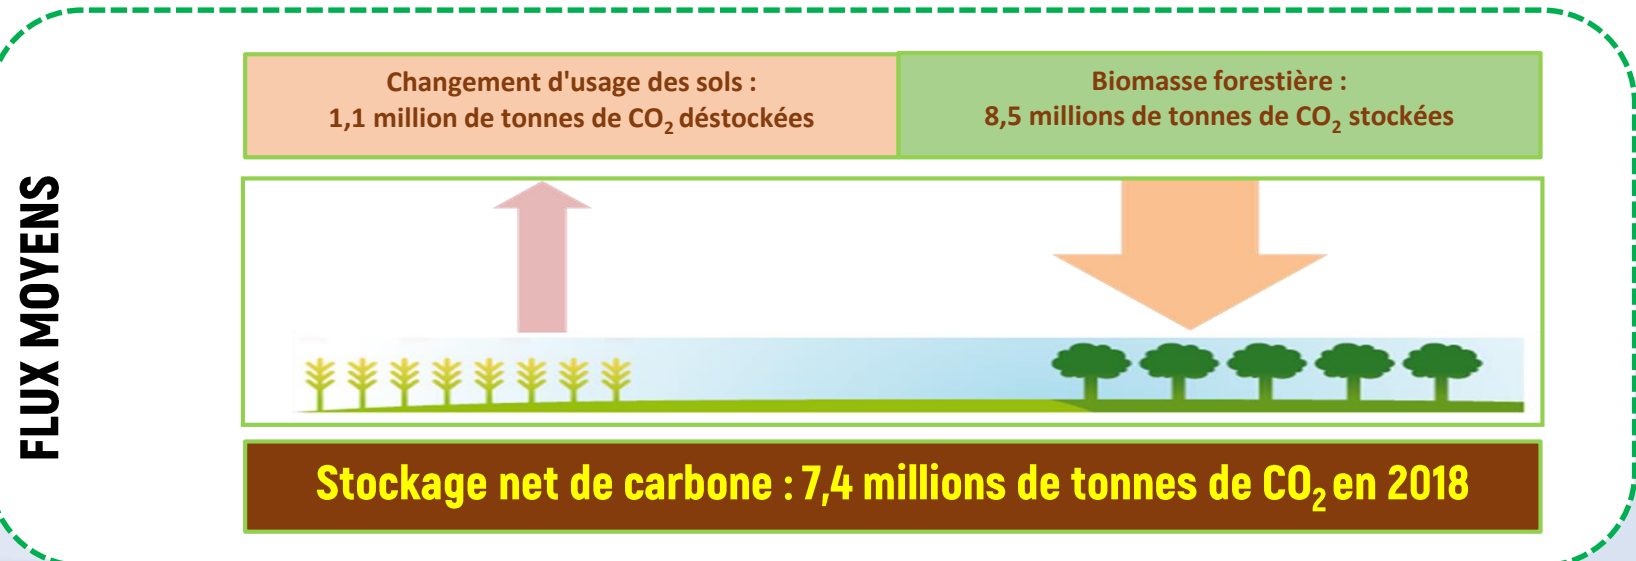 FLUX MOYENS
Changement d'usage des sols :
1,1 million de tonnes de CO₂ déstockées
Biomasse forestière :
8,5 millions de tonnes de CO₂ stockées
Stockage net de carbone : 7,4 millions de tonnes de CO₂ en 2018